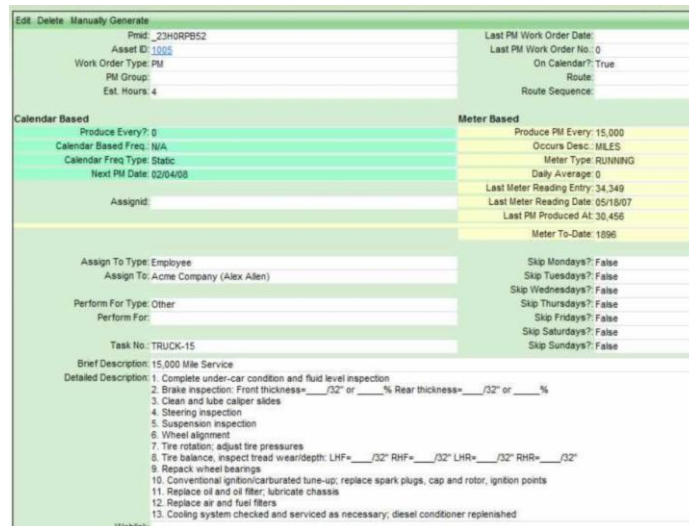 Edit Delete Manually Generate
Pmid: _23H0RPB52
Asset ID: 1005
Work Order Type: PM
PM Group:
Est. Hours: 4
Last PM Work Order Date:
Last PM Work Order No.: 0
On Calendar?: True
Route:
Route Sequence:
Calendar Based
Produce Every?: 0
Calendar Based Freq.: N/A
Calendar Freq Type: Static
Next PM Date: 02/04/08
Assignid:
Meter Based
Produce PM Every: 15,000
Occurs Desc.: MILES
Meter Type: RUNNING
Daily Average: 0
Last Meter Reading Entry: 34,349
Last Meter Reading Date: 05/18/07
Last PM Produced At: 30,456
Meter To-Date: 1896
Assign To Type: Employee
Assign To: Acme Company (Alex Allen)
Perform For Type: Other
Perform For:
Task No.: TRUCK-15
Skip Mondays?: False
Skip Tuesdays?: False
Skip Wednesdays?: False
Skip Thursdays?: False
Skip Fridays?: False
Skip Saturdays?: False
Skip Sundays?: False
Brief Description: 15,000 Mile Service
Detailed Description: 1. Complete under-car condition and fluid level inspection
2. Brake inspection: Front thickness=____/32" or _____% Rear thickness=____/32" or _____%
3. Clean and lube caliper slides
4. Steering inspection
5. Suspension inspection
6. Wheel alignment
7. Tire rotation; adjust tire pressures
8. Tire balance, inspect tread wear/depth: LHF=____/32" RHF=____/32" LHR=____/32" RHR=____/32"
9. Repack wheel bearings
10. Conventional ignition/carburated tune-up; replace spark plugs, cap and rotor, ignition points
11. Replace oil and oil filter; lubricate chassis
12. Replace air and fuel filters
13. Cooling system checked and serviced as necessary; diesel conditioner replenished